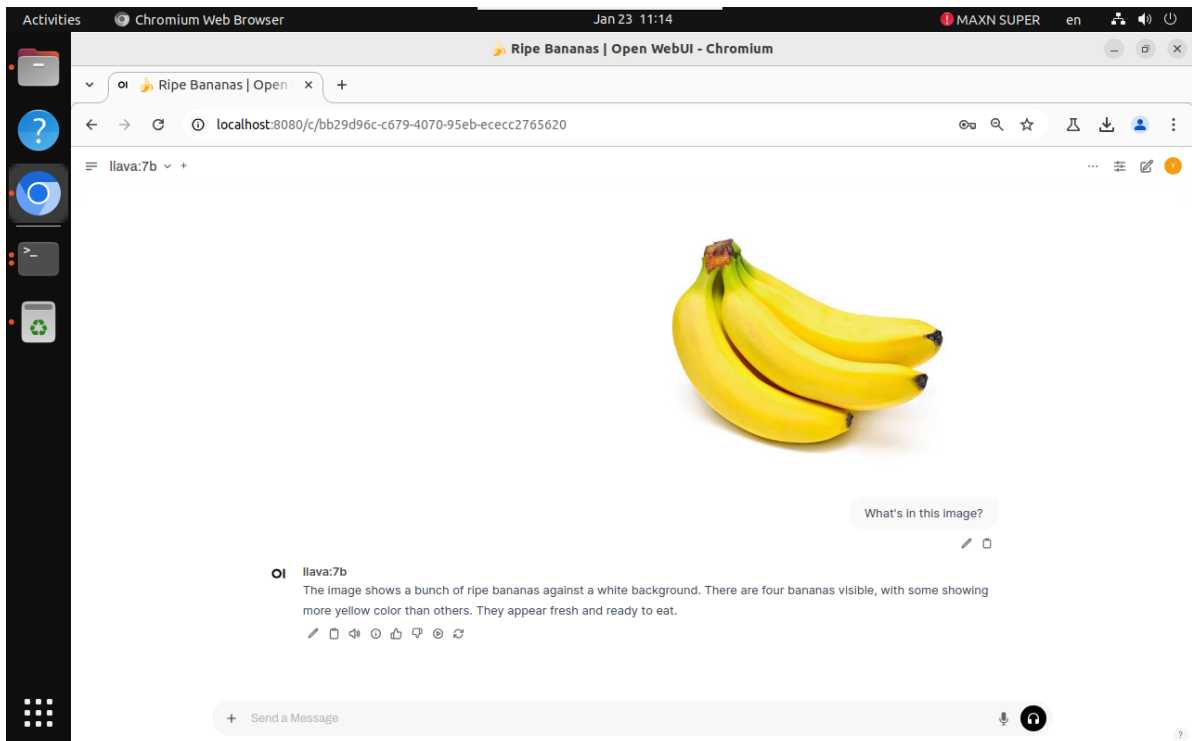 Activities
Chromium Web Browser
Jan 23 11:14
MAXN SUPER
en
🍌 Ripe Bananas | Open WebUI - Chromium
OI 🍌 Ripe Bananas | Open
localhost:8080/c/bb29d96c-c679-4070-95eb-ececc2765620
llava:7b
What's in this image?
OI llava:7b
The image shows a bunch of ripe bananas against a white background. There are four bananas visible, with some showing
more yellow color than others. They appear fresh and ready to eat.
+ Send a Message
?